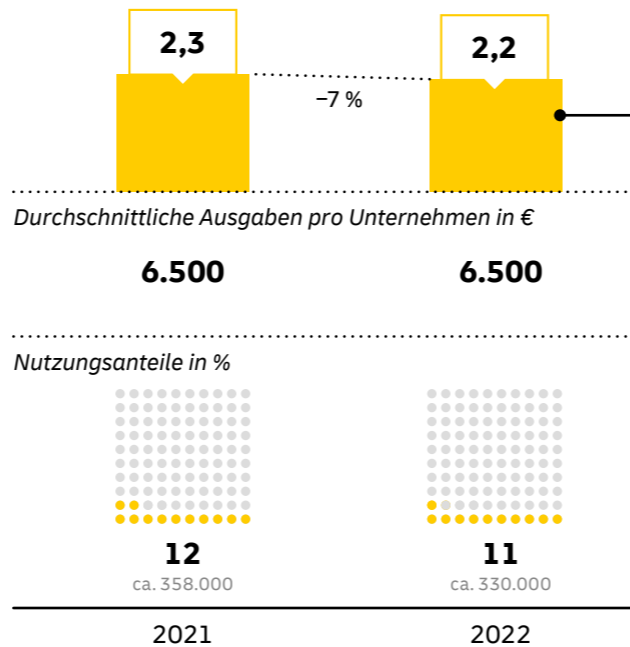 2,3
2,2
−7 %
Durchschnittliche Ausgaben pro Unternehmen in €
6.500
6.500
Nutzungsanteile in %
12
11
ca. 358.000
ca. 330.000
2021
2022